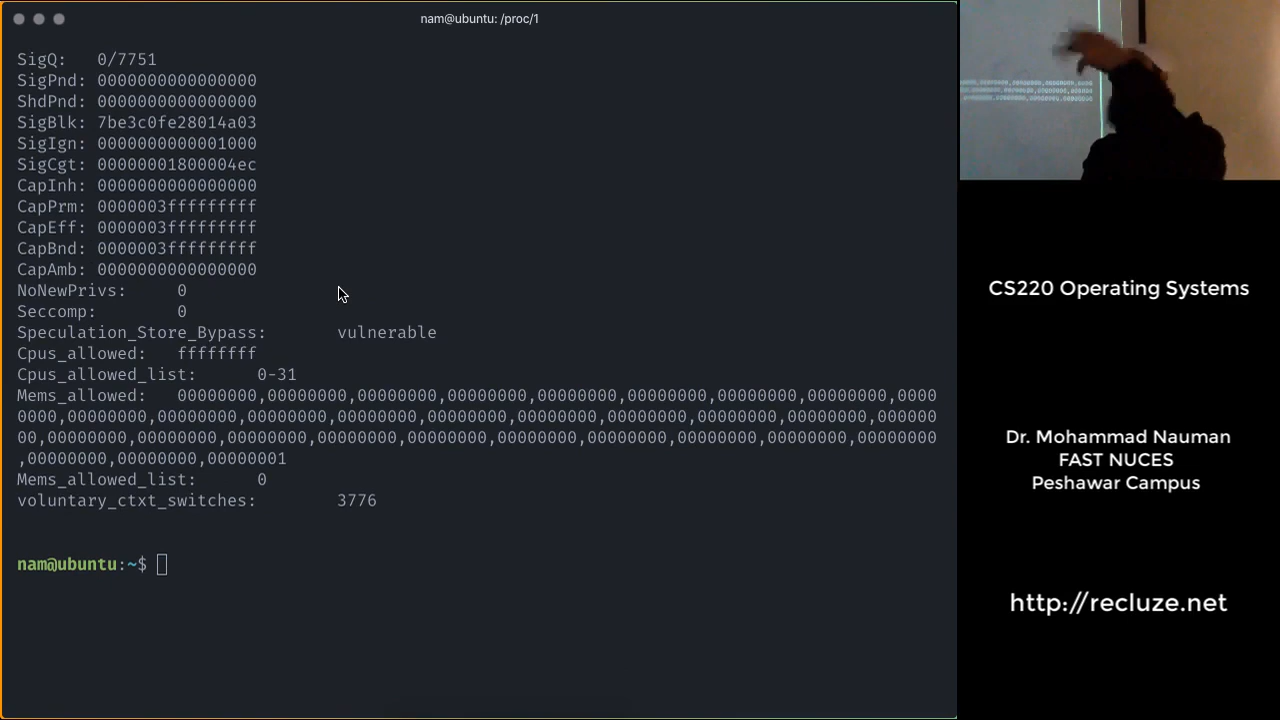 nam@ubuntu: /proc/1
SigQ: 0/7751
SigPnd: 0000000000000000
ShdPnd: 0000000000000000
SigBlk: 7be3c0fe28014a03
SigIgn: 0000000000001000
SigCgt: 00000001800004ec
CapInh: 0000000000000000
CapPrm: 0000003fffffffff
CapEff: 0000003fffffffff
CapBnd: 0000003fffffffff
CapAmb: 0000000000000000
NoNewPrivs: 0
Seccomp: 0
Speculation_Store_Bypass: vulnerable
Cpus_allowed: ffffffff
Cpus_allowed_list: 0-31
Mems_allowed: 00000000,00000000,00000000,00000000,00000000,00000000,00000000,00000000,0000
0000,00000000,00000000,00000000,00000000,00000000,00000000,00000000,00000000,00000000,000000
00,00000000,00000000,00000000,00000000,00000000,00000000,00000000,00000000,00000000,00000000
,00000000,00000000,00000001
Mems_allowed_list: 0
voluntary_ctxt_switches: 3776
nam@ubuntu:~$
CS220 Operating Systems
Dr. Mohammad Nauman
FAST NUCES
Peshawar Campus
http://recluze.net